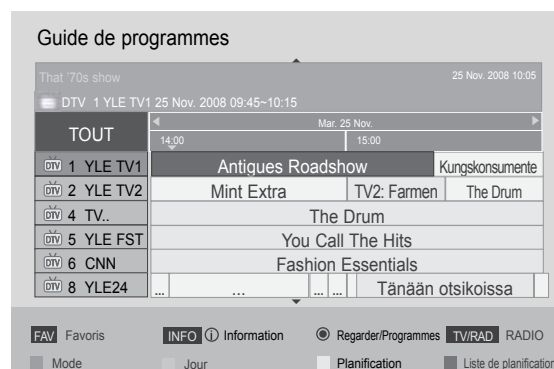 Guide de programmes
That '70s show 25 Nov. 2008 10:05
DTV 1 YLE TV1 25 Nov. 2008 09:45~10:15
TOUT
Mar. 25 Nov.
14:00 15:00
DTV 1 YLE TV1 Antigues Roadshow Kungskonsumente
DTV 2 YLE TV2 Mint Extra TV2: Farmen The Drum
DTV 4 TV.. The Drum
DTV 5 YLE FST You Call The Hits
DTV 6 CNN Fashion Essentials
DTV 8 YLE24 ... ... ... ... Tänään otsikoissa
FAV Favoris INFO ⓘ Information Regarder/Programmes TV/RAD RADIO
Mode Jour Planification Liste de planification